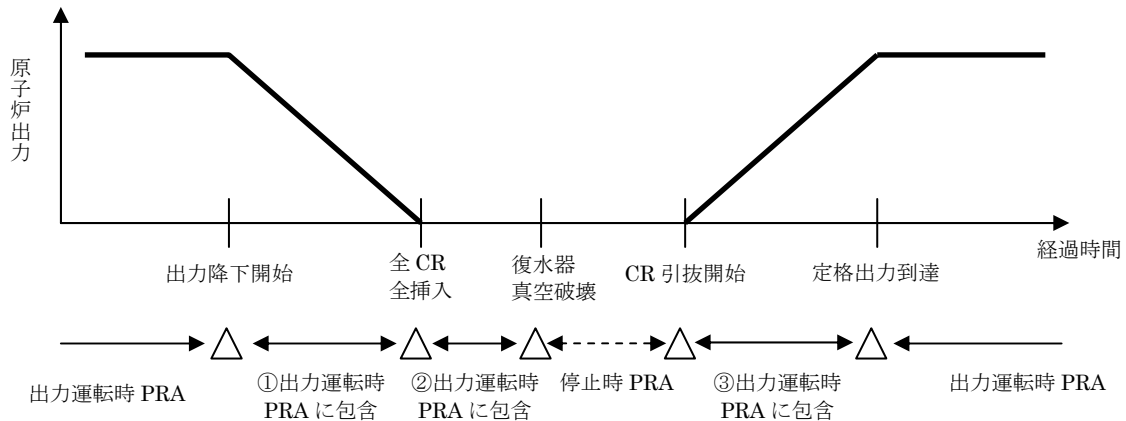 原子炉出力
経過時間
出力降下開始
全 CR
全挿入
復水器
真空破壊
CR 引抜開始
定格出力到達
出力運転時 PRA
①出力運転時
PRA に包含
②出力運転時
PRA に包含
停止時 PRA
③出力運転時
PRA に包含
出力運転時 PRA